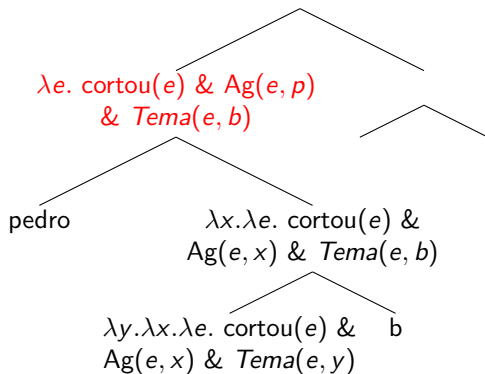 λe. cortou(e) & Ag(e, p)
& Tema(e, b)
pedro
λx.λe. cortou(e) &
Ag(e, x) & Tema(e, b)
λy.λx.λe. cortou(e) &
Ag(e, x) & Tema(e, y)
b